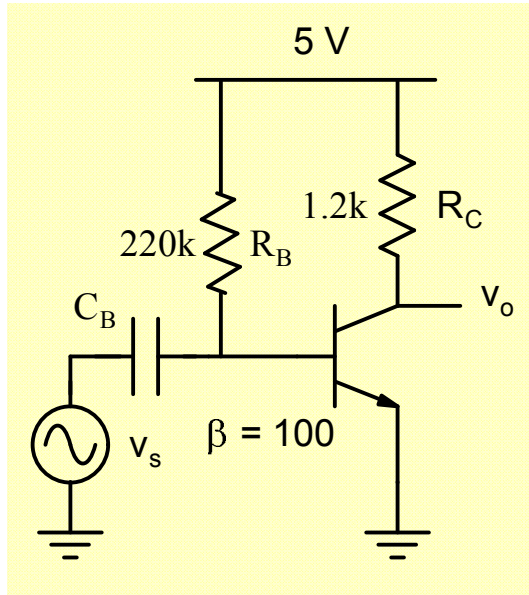 5 V
1.2k R_C
220k R_B
C_B
v_o
v_s
β = 100